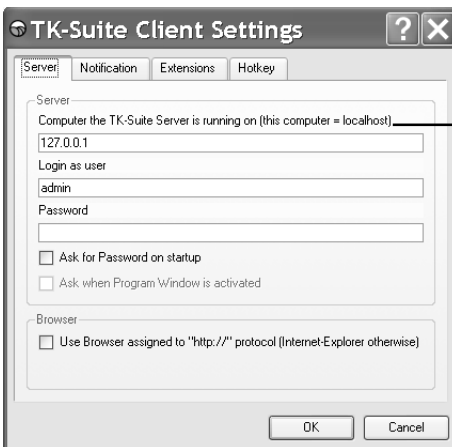 TK-Suite Client Settings
Server Notification Extensions Hotkey
Server
Computer the TK-Suite Server is running on (this computer = localhost)
127.0.0.1
Login as user
admin
Password
Ask for Password on startup
Ask when Program Window is activated
Browser
Use Browser assigned to "http://" protocol (Internet-Explorer otherwise)
OK Cancel